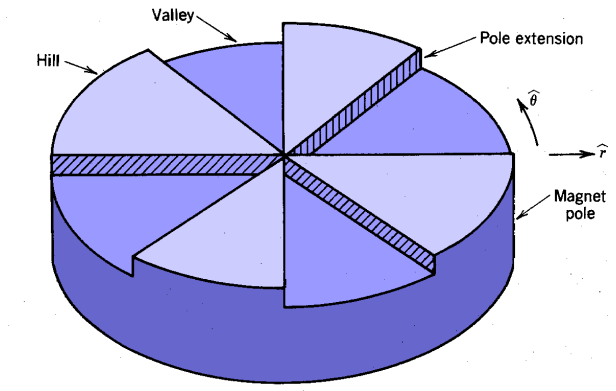 Valley
Pole extension
Hill
θ̂
r̂
Magnet
pole